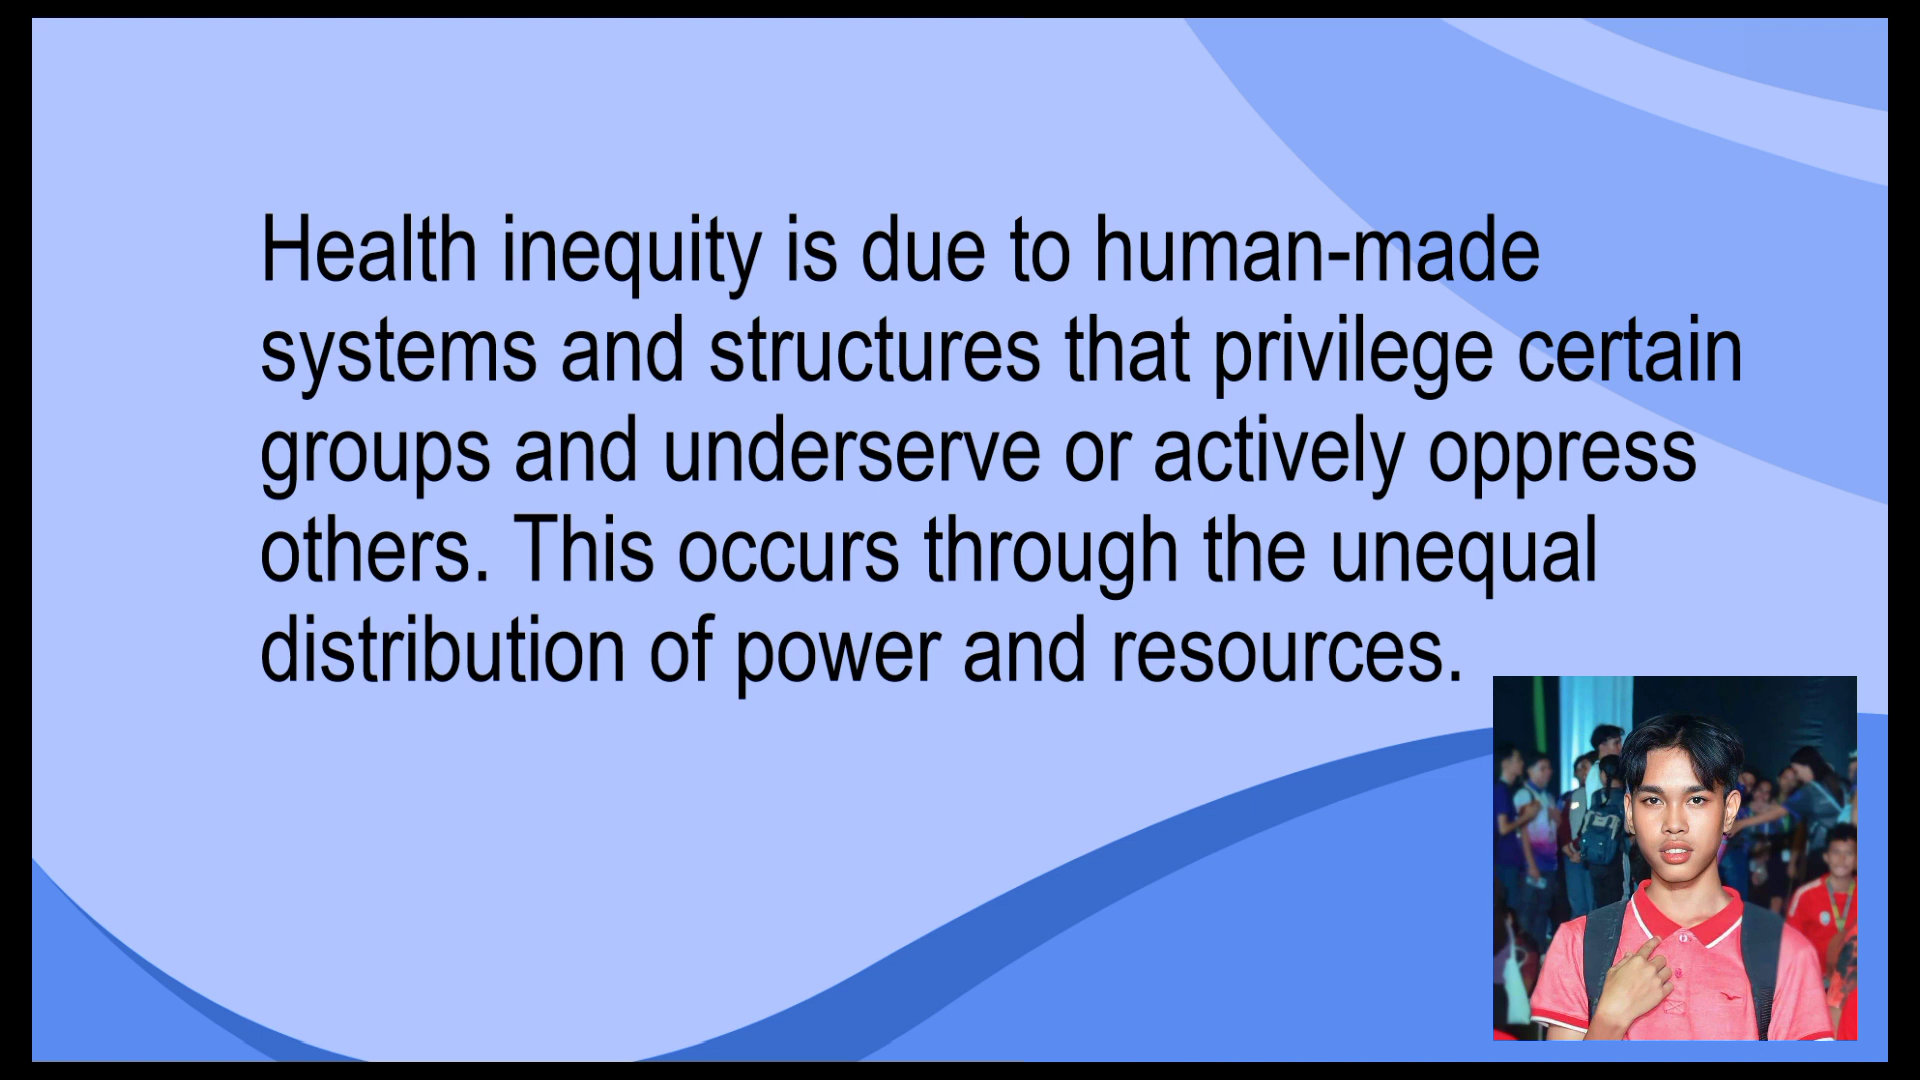 Health inequity is due to human-made
systems and structures that privilege certain
groups and underserve or actively oppress
others. This occurs through the unequal
distribution of power and resources.